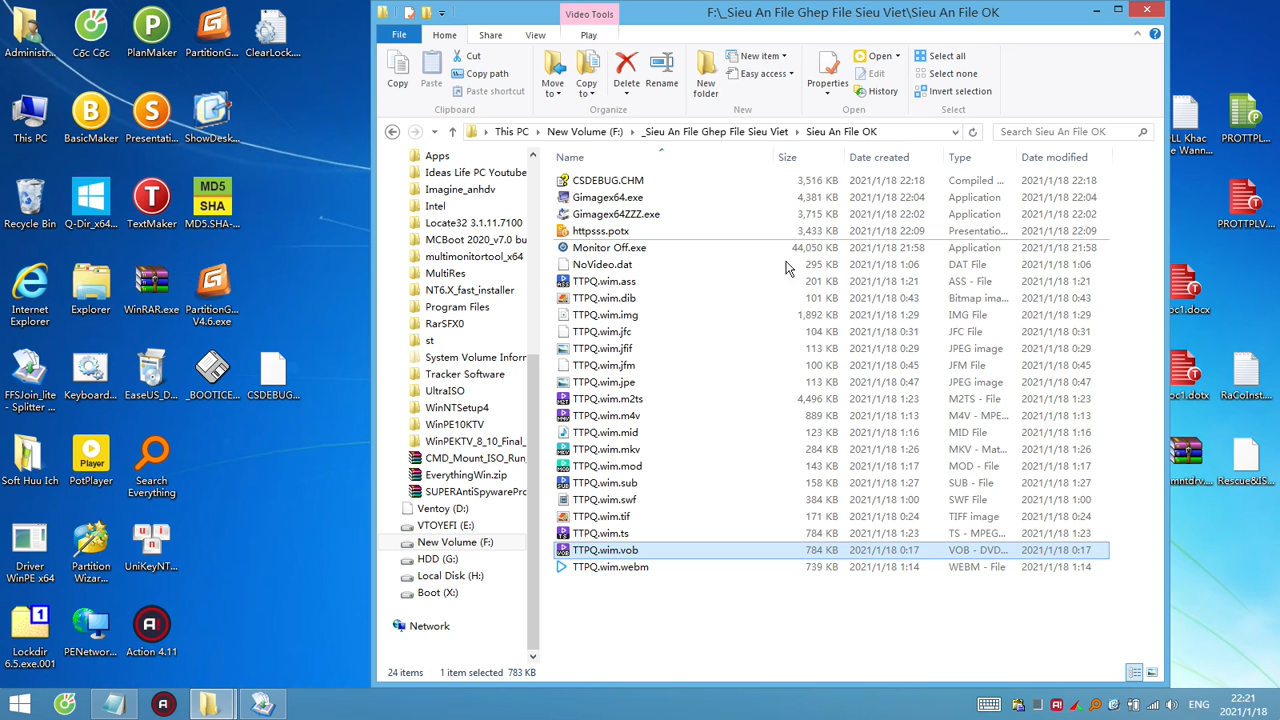 Video Tools
F:\_Sieu An File Ghep File Sieu Viet\Sieu An File OK
File
Home
Share
View
Play
Copy
Paste
Cut
Copy path
Paste shortcut
Clipboard
Move to
Copy to
Delete
Rename
Organize
New folder
New item
Easy access
New
Properties
Open
Edit
History
Open
Select all
Select none
Invert selection
Select
This PC
New Volume (F:)
_Sieu An File Ghep File Sieu Viet
Sieu An File OK
Search Sieu An File OK
Name Size Date created Type Date modified
CSDEBUG.CHM 3,516 KB 2021/1/18 22:18 Compiled ... 2021/1/18 22:18
Gimagex64.exe 4,381 KB 2021/1/18 22:04 Application 2021/1/18 22:04
Gimagex64ZZZ.exe 3,715 KB 2021/1/18 22:02 Application 2021/1/18 22:02
httpsss.potx 3,433 KB 2021/1/18 22:09 Presentatio... 2021/1/18 22:09
Monitor Off.exe 44,050 KB 2021/1/18 21:58 Application 2021/1/18 21:58
NoVideo.dat 295 KB 2021/1/18 1:06 DAT File 2021/1/18 1:06
TTPQ.wim.ass 201 KB 2021/1/18 1:21 ASS - File 2021/1/18 1:21
TTPQ.wim.dib 101 KB 2021/1/18 0:43 Bitmap ima... 2021/1/18 0:43
TTPQ.wim.img 1,892 KB 2021/1/18 1:29 IMG File 2021/1/18 1:29
TTPQ.wim.jfc 104 KB 2021/1/18 0:31 JFC File 2021/1/18 0:31
TTPQ.wim.jfif 113 KB 2021/1/18 0:29 JPEG image 2021/1/18 0:29
TTPQ.wim.jfm 100 KB 2021/1/18 0:45 JFM File 2021/1/18 0:45
TTPQ.wim.jpe 113 KB 2021/1/18 0:47 JPEG image 2021/1/18 0:47
TTPQ.wim.m2ts 4,496 KB 2021/1/18 1:23 M2TS - File 2021/1/18 1:23
TTPQ.wim.m4v 889 KB 2021/1/18 1:13 M4V - MPE... 2021/1/18 1:13
TTPQ.wim.mid 123 KB 2021/1/18 1:16 MID File 2021/1/18 1:16
TTPQ.wim.mkv 284 KB 2021/1/18 1:26 MKV - Mat... 2021/1/18 1:26
TTPQ.wim.mod 143 KB 2021/1/18 1:17 MOD - File 2021/1/18 1:17
TTPQ.wim.sub 158 KB 2021/1/18 1:27 SUB - File 2021/1/18 1:27
TTPQ.wim.swf 384 KB 2021/1/18 1:00 SWF File 2021/1/18 1:00
TTPQ.wim.tif 171 KB 2021/1/18 0:24 TIFF image 2021/1/18 0:24
TTPQ.wim.ts 784 KB 2021/1/18 1:23 TS - MPEG... 2021/1/18 1:23
TTPQ.wim.vob 784 KB 2021/1/18 0:17 VOB - DVD... 2021/1/18 0:17
TTPQ.wim.webm 739 KB 2021/1/18 1:14 WEBM - File 2021/1/18 1:14
Apps
Ideas Life PC Youtube
Imagine_anhdv
Intel
Locate32 3.1.11.7100
MCBoot 2020_v7.0 bu
multimonitortool_x64
MultiRes
NT6.X_fast_installer
Program Files
RarSFX0
st
System Volume Inforr
Tracker Software
UltraISO
WinNTSetup4
WinPE10KTV
WinPEKTV_8_10_Final_
CMD_Mount_ISO_Run_
EverythingWin.zip
SUPERAntiSpywarePro
Ventoy (D:)
VTOYEFI (E:)
New Volume (F:)
HDD (G:)
Local Disk (H:)
Boot (X:)
Network
24 items 1 item selected 783 KB
Administr...
Cốc Cốc
PlanMaker
PartitionG...
ClearLock....
This PC
BasicMaker
Presentati...
ShowDesk...
Recycle Bin
Q-Dir_x64...
TextMaker
MD5 SHA
MD5.SHA-...
Internet Explorer
Explorer
WinRAR.exe
PartitionG... V4.6.exe
FFSJoin_lite - Splitter ...
Keyboard...
EaseUS_D...
_BOOTICE...
CSDEBUG...
Soft Huu Ich
Player
PotPlayer
Search Everything
Driver WinPE x64
Partition Wizar...
u n i
UniKeyNT...
1
Lockdir 6.5.exe.001
PENetwor...
Action 4.11
PROTTPL...
PROTTPLV...
oc1.docx
oc1.dotx
RaCoInst...
Rescue&IS...
ENG
22:21
2021/1/18